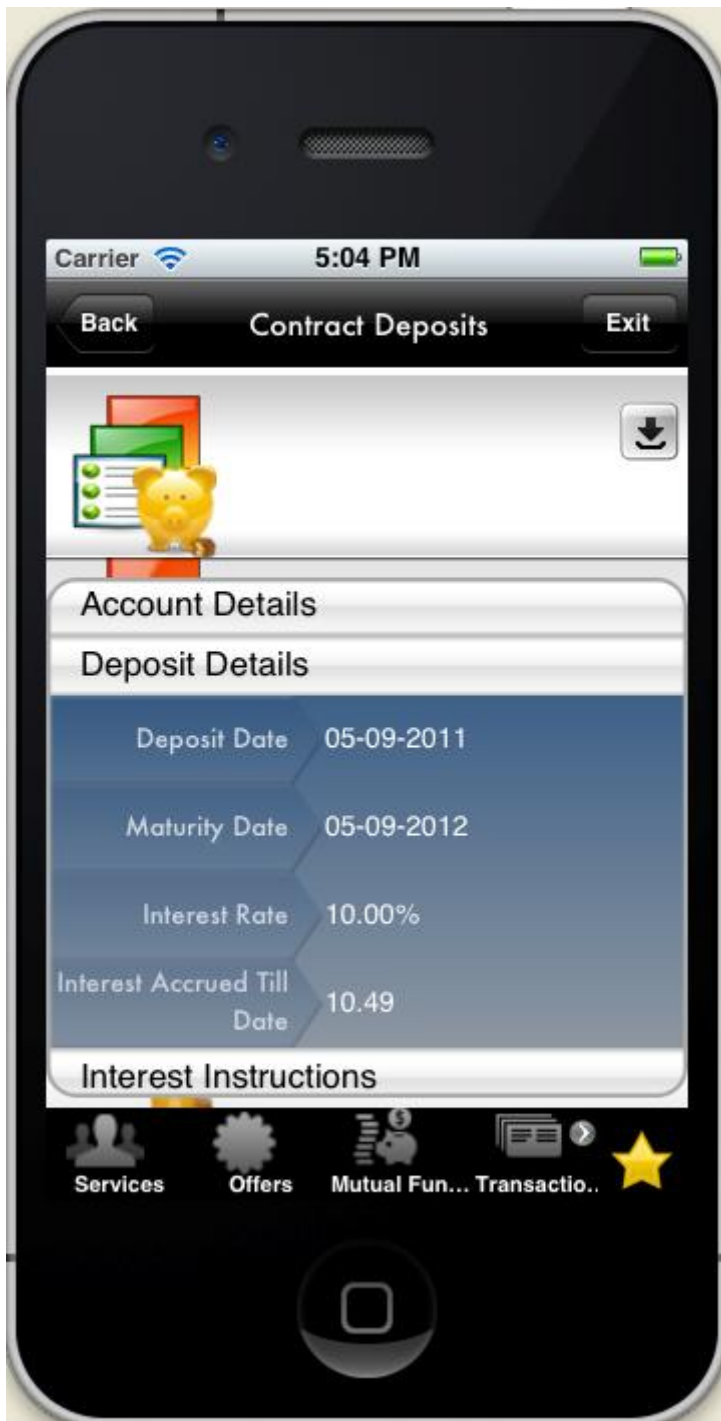 Carrier 5:04 PM
Back Contract Deposits Exit
Account Details
Deposit Details
Deposit Date 05-09-2011
Maturity Date 05-09-2012
Interest Rate 10.00%
Interest Accrued Till
Date 10.49
Interest Instructions
Services Offers Mutual Fun... Transactio..